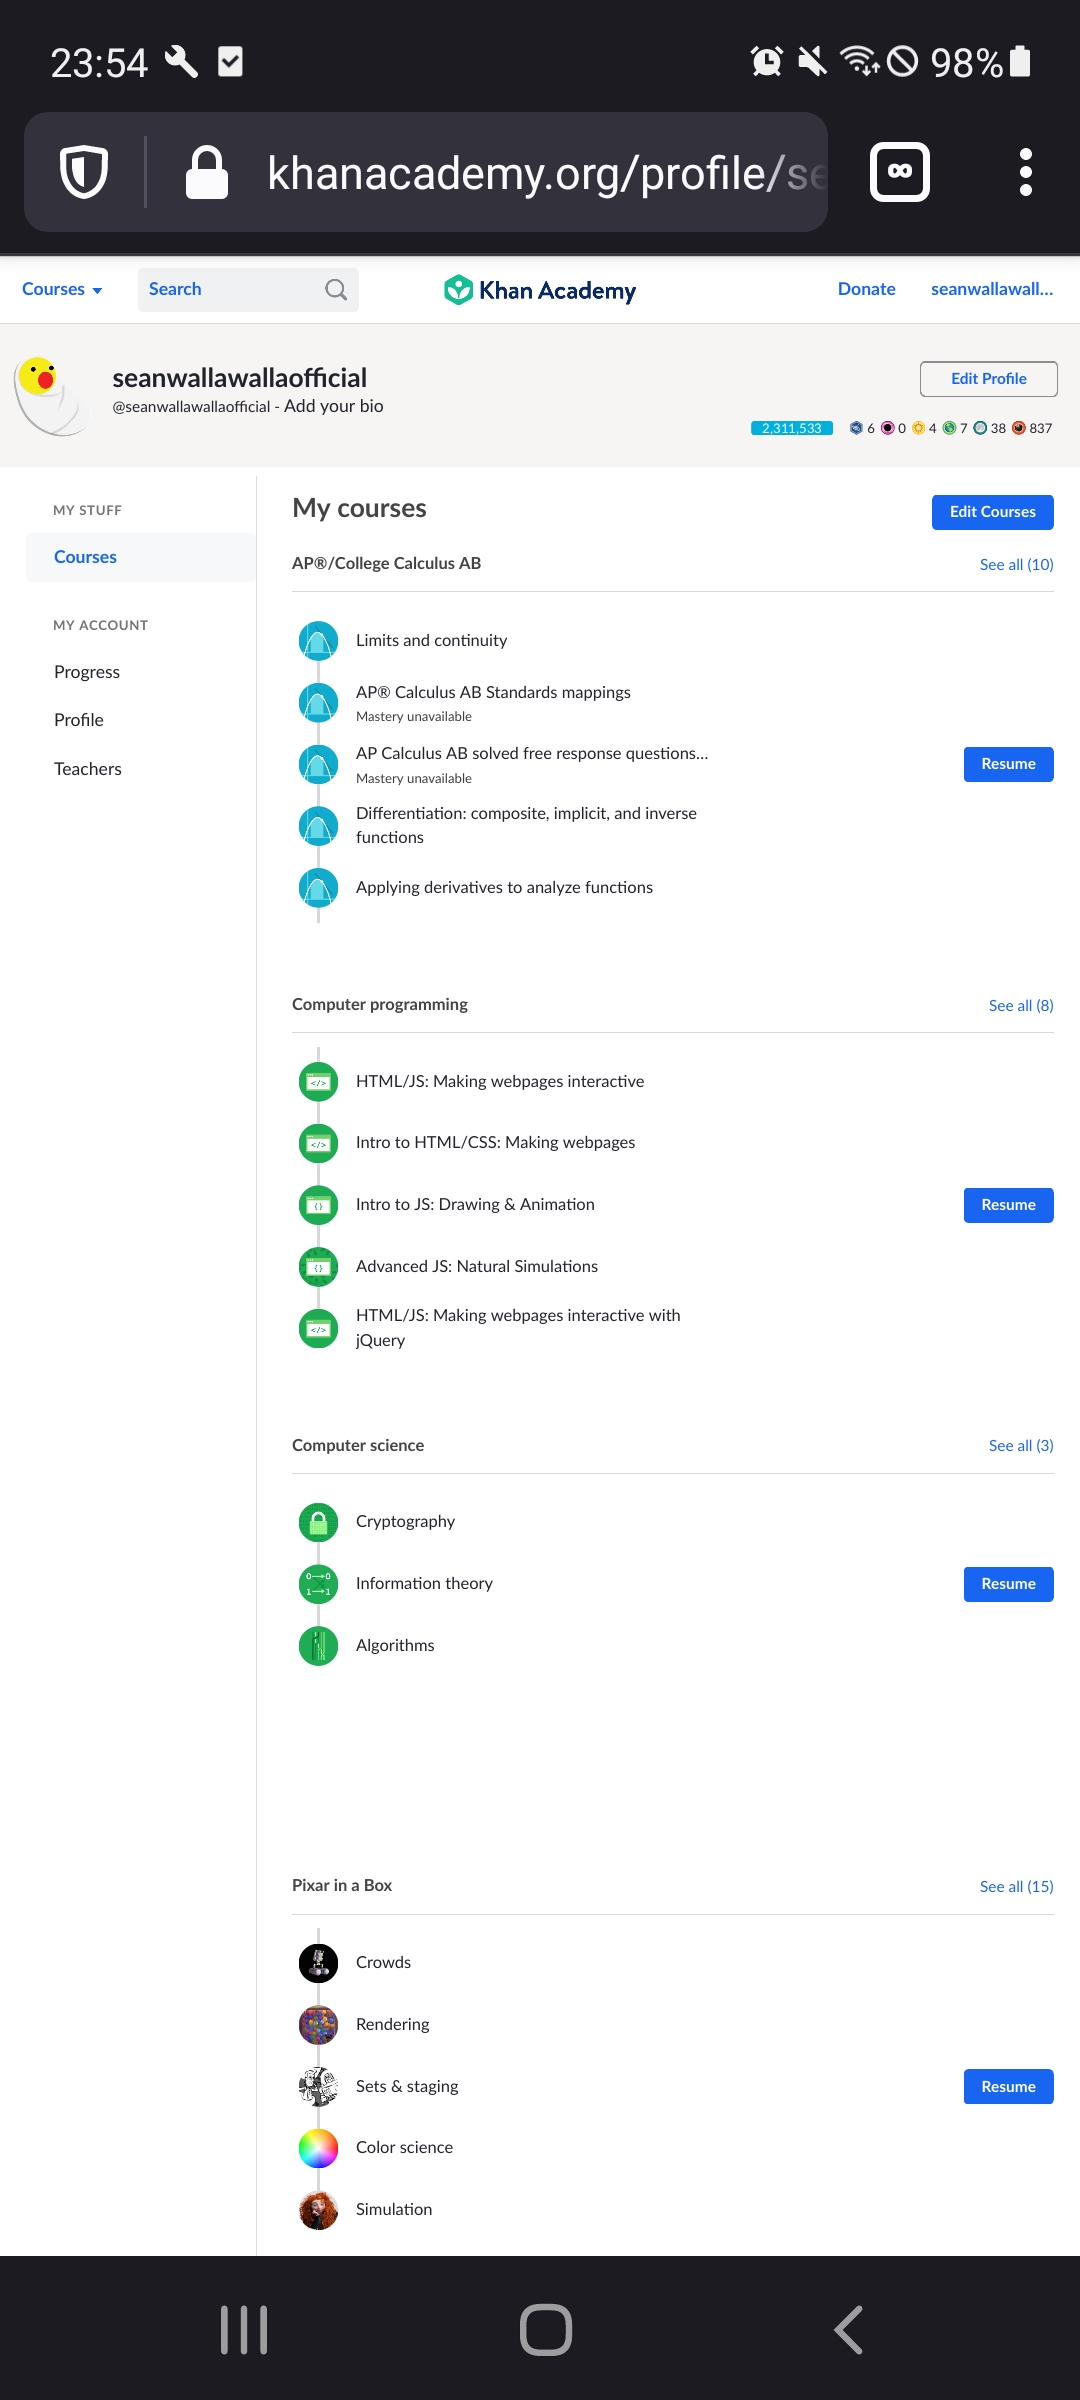 23:54
98%
khanacademy.org/profile/se
Courses
Search
Khan Academy
Donate
seanwallawall...
seanwallawallaofficial
@seanwallawallaofficial - Add your bio
Edit Profile
2,311,533
6
0
4
7
38
837
MY STUFF
Courses
MY ACCOUNT
Progress
Profile
Teachers
My courses
Edit Courses
AP®/College Calculus AB
See all (10)
Limits and continuity
AP® Calculus AB Standards mappings
Mastery unavailable
AP Calculus AB solved free response questions...
Mastery unavailable
Resume
Differentiation: composite, implicit, and inverse
functions
Applying derivatives to analyze functions
Computer programming
See all (8)
HTML/JS: Making webpages interactive
Intro to HTML/CSS: Making webpages
Intro to JS: Drawing & Animation
Resume
Advanced JS: Natural Simulations
HTML/JS: Making webpages interactive with
jQuery
Computer science
See all (3)
Cryptography
Information theory
Resume
Algorithms
Pixar in a Box
See all (15)
Crowds
Rendering
Sets & staging
Resume
Color science
Simulation